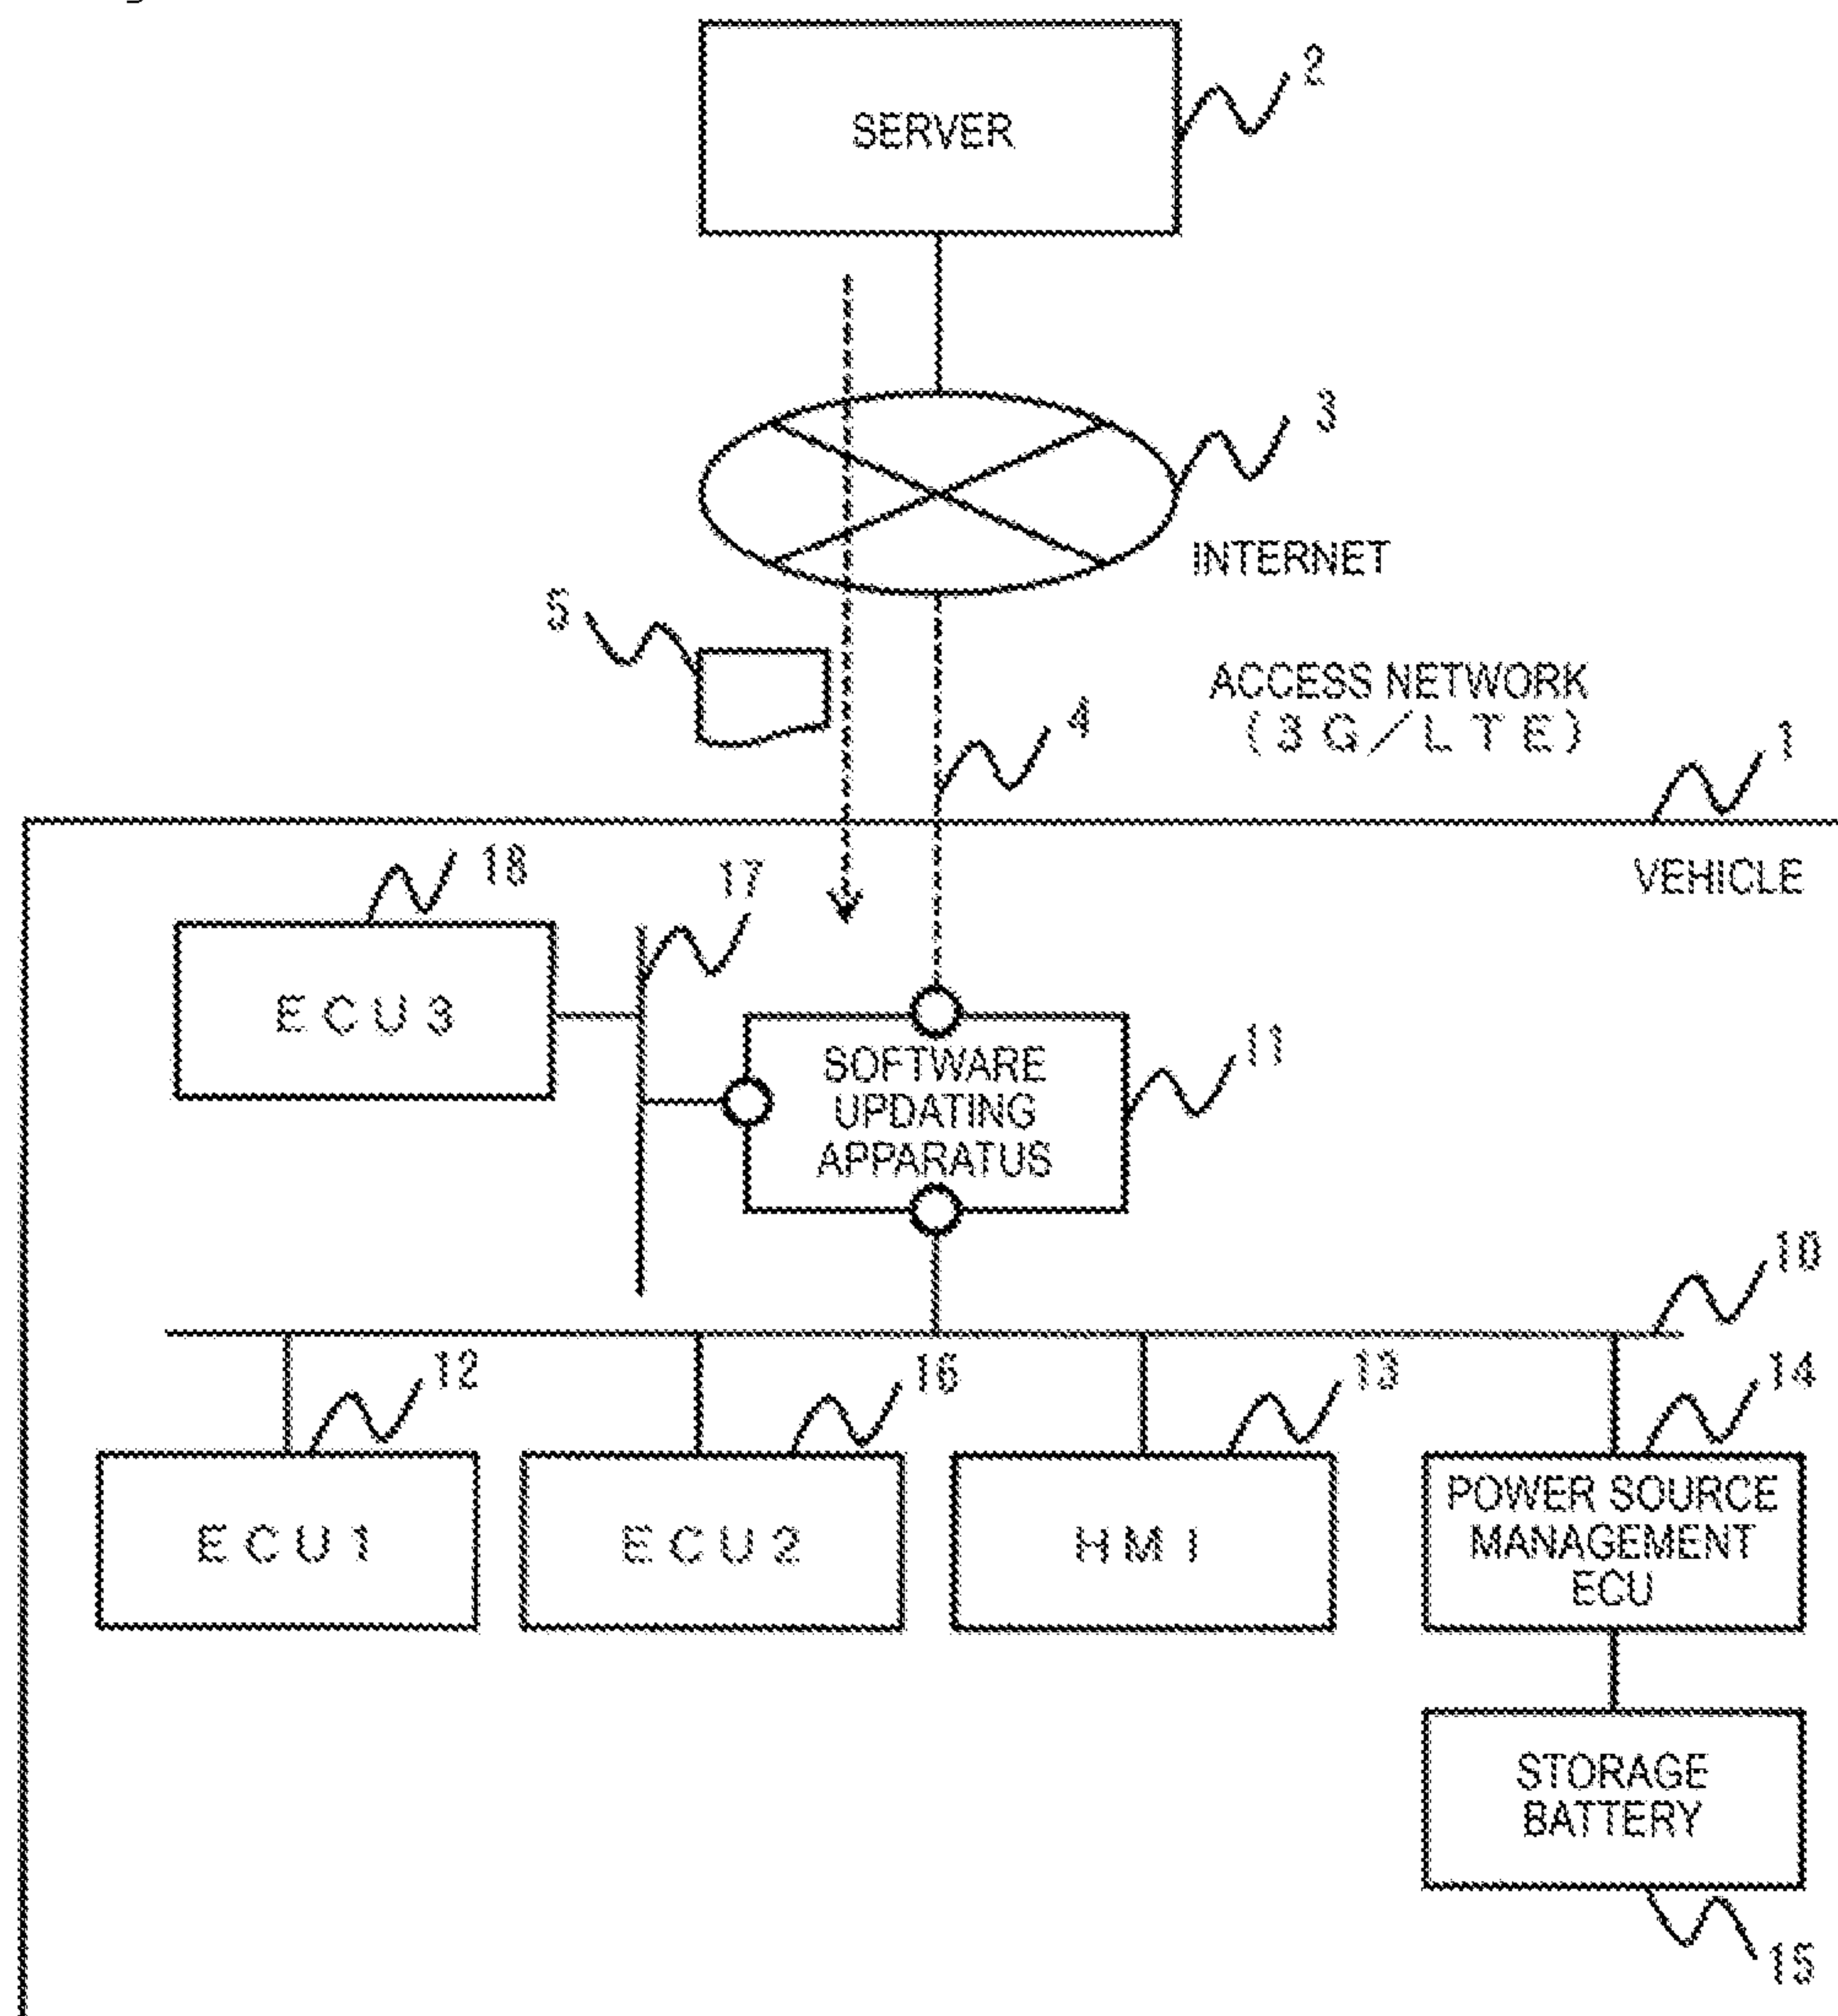 2
SERVER
3
INTERNET
5
ACCESS NETWORK
(3G/LTE)
4
1
VEHICLE
18
17
ECU3
11
SOFTWARE
UPDATING
APPARATUS
10
12
16
13
14
ECU1
ECU2
HMI
POWER SOURCE
MANAGEMENT
ECU
STORAGE
BATTERY
15